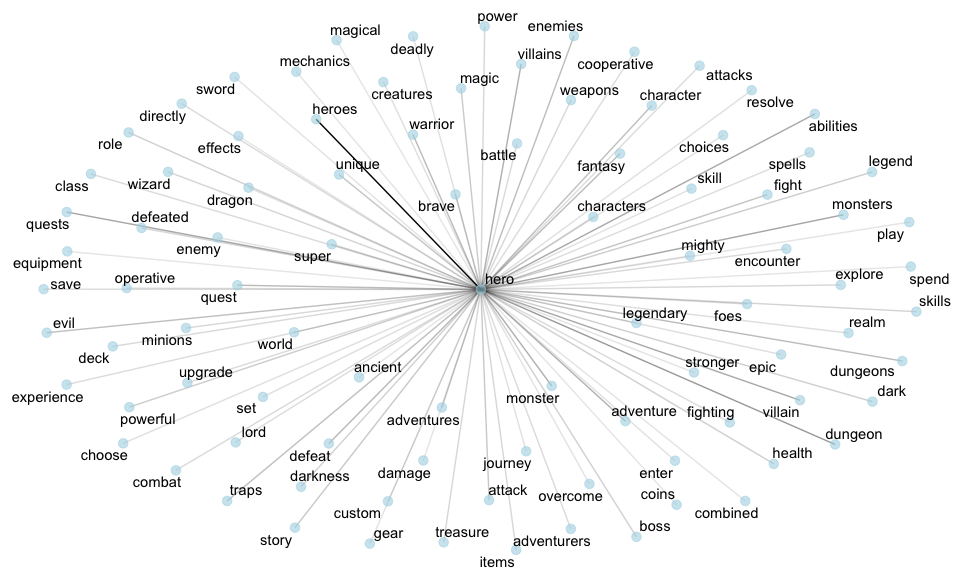 power
enemies
magical
deadly
villains
cooperative
mechanics
magic
attacks
sword
creatures
weapons
character
resolve
heroes
directly
warrior
abilities
role
effects
battle
choices
unique
fantasy
spells
legend
class
wizard
skill
fight
dragon
brave
characters
monsters
quests
defeated
play
enemy
super
mighty
encounter
equipment
save
operative
quest
hero
explore
spend
skills
evil
legendary
foes
realm
minions
world
deck
stronger
epic
dungeons
upgrade
ancient
experience
dark
set
monster
powerful
adventures
adventure
fighting
villain
lord
dungeon
choose
defeat
health
combat
darkness
damage
journey
enter
traps
attack
overcome
coins
custom
combined
story
gear
treasure
adventurers
boss
items